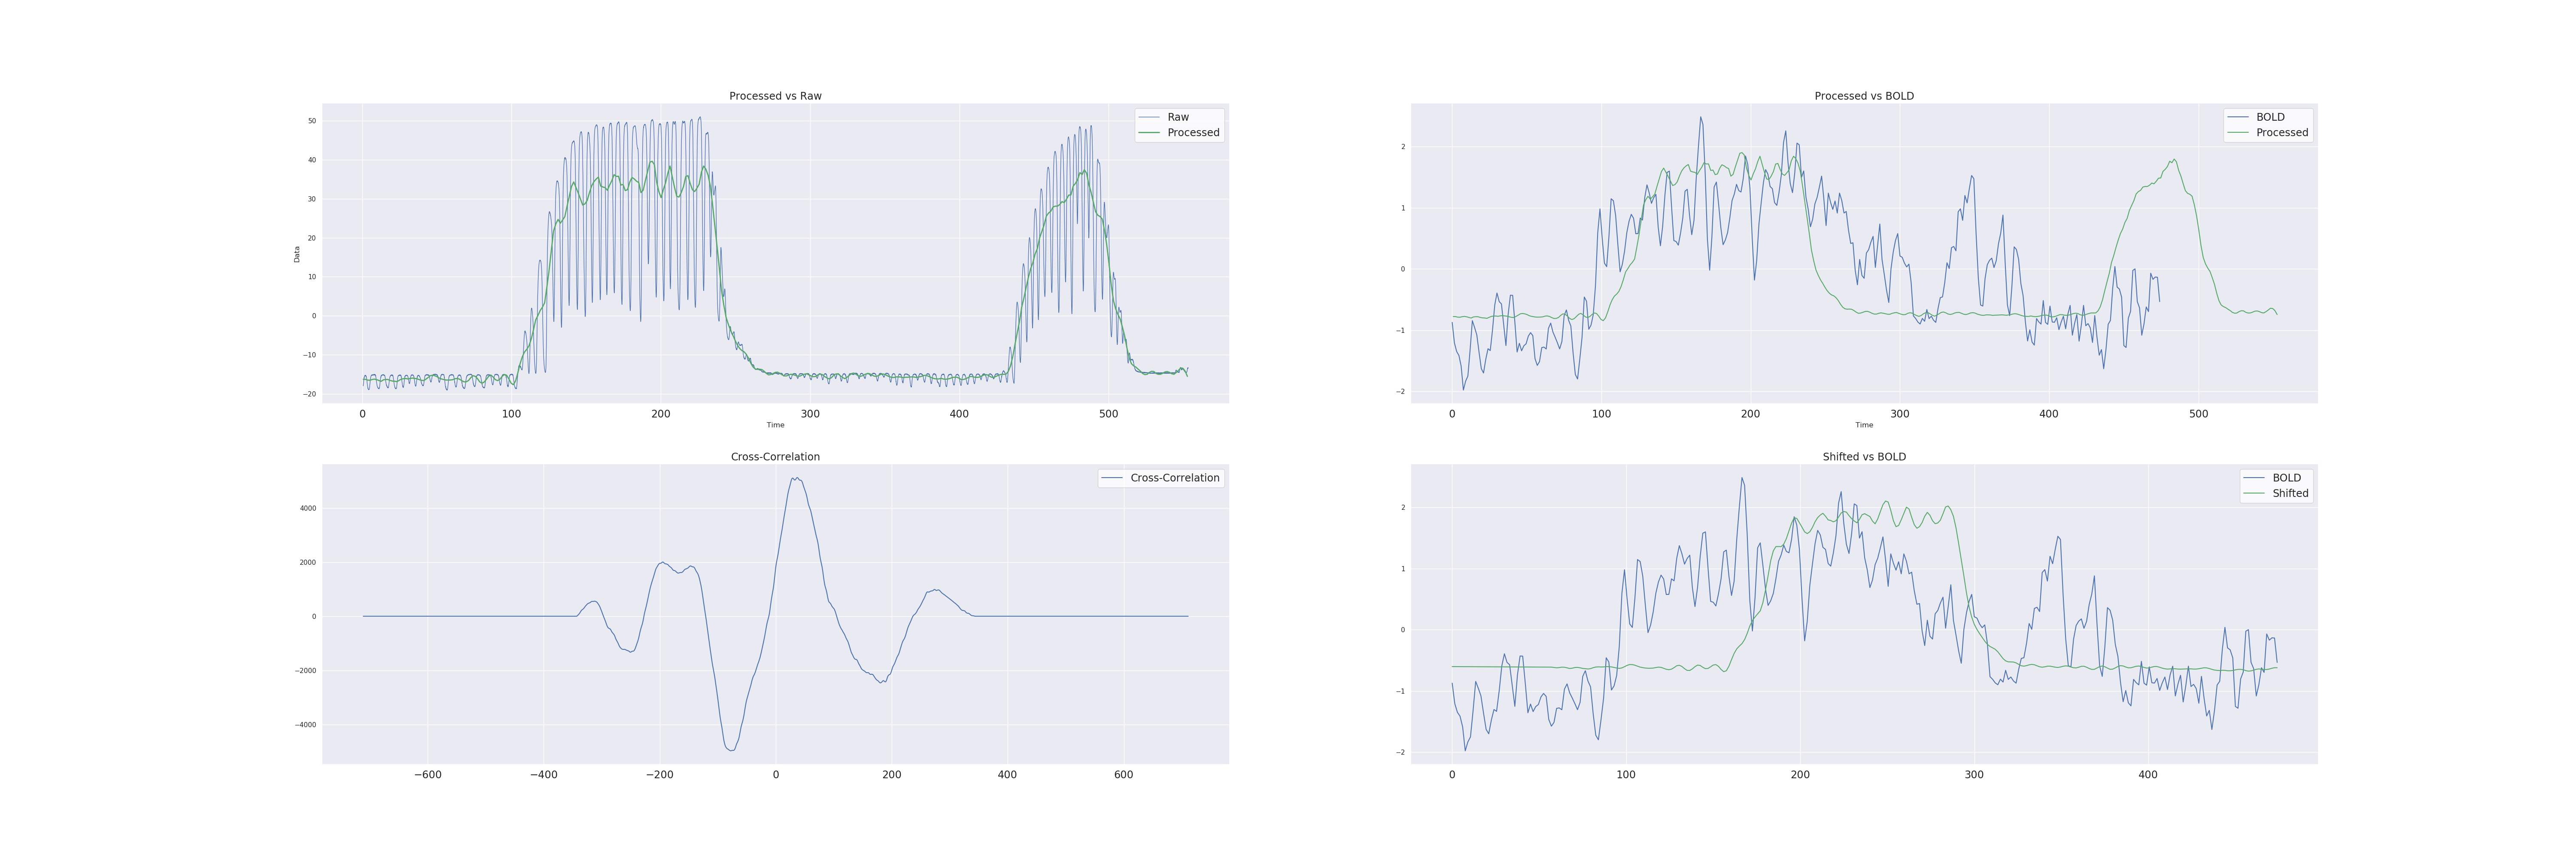 Processed vs Raw
Raw
Processed
Data
50
40
30
20
10
0
−10
−20
0 100 200 300 400 500
Time
Processed vs BOLD
BOLD
Processed
2
1
0
−1
−2
0 100 200 300 400 500
Time
Cross-Correlation
Cross-Correlation
4000
2000
0
−2000
−4000
−600 −400 −200 0 200 400 600
Shifted vs BOLD
BOLD
Shifted
2
1
0
−1
−2
0 100 200 300 400